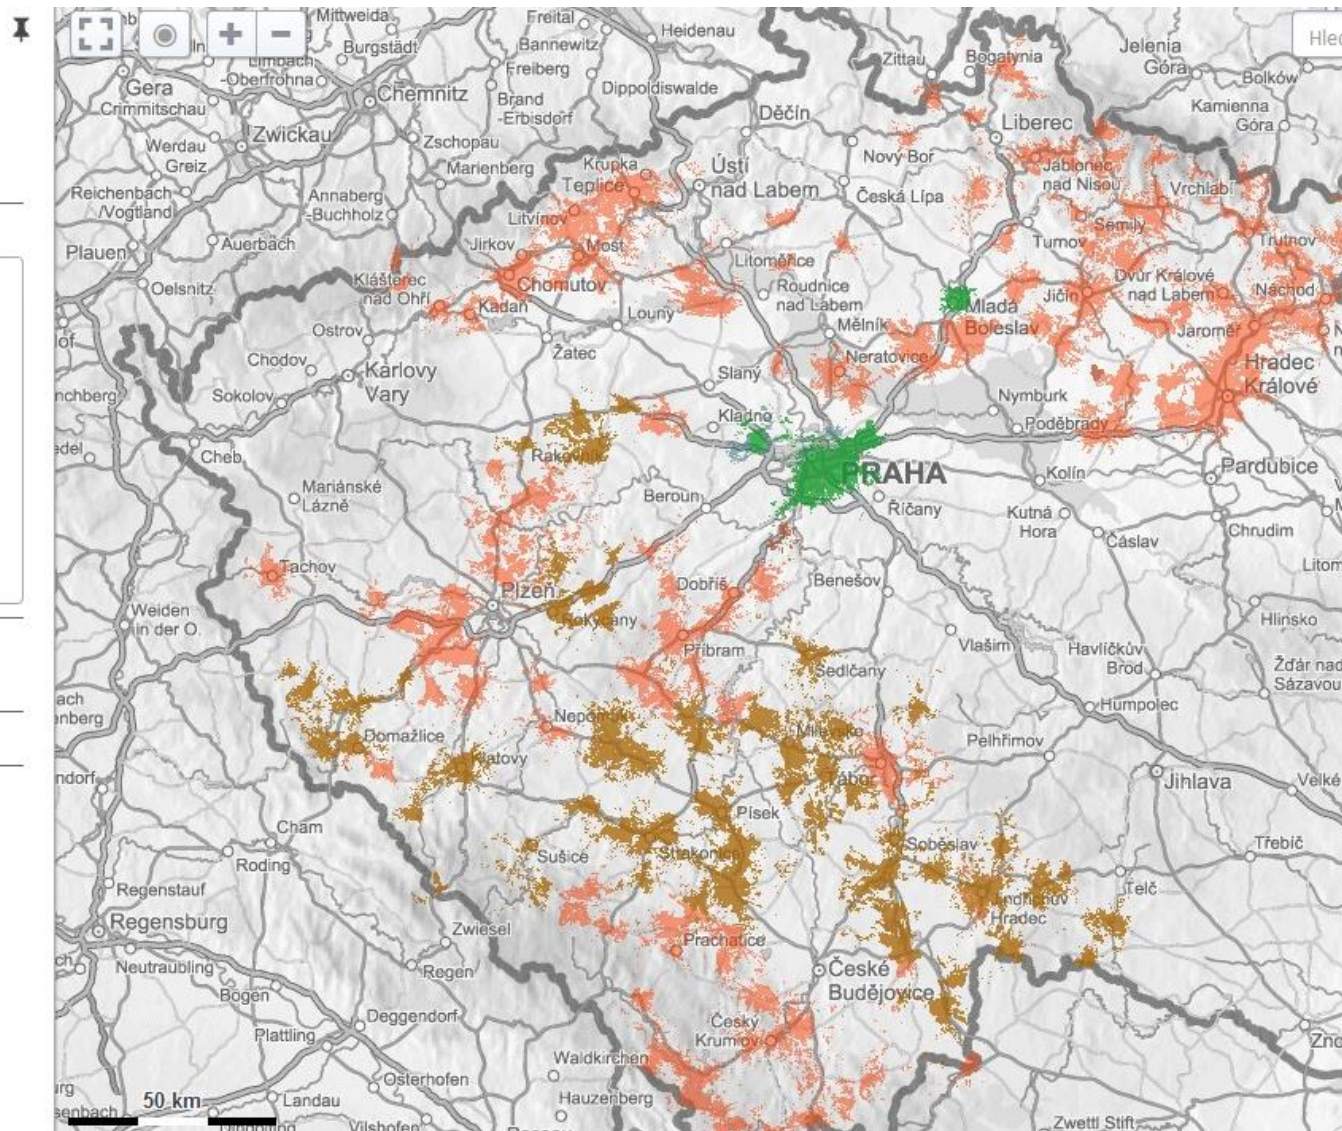 Mittweida
Freital
Heidenau
Bannewitz
Burgstädt
Limbach
-Oberfrohna
Freiberg
Zittau
Bogatynia
Jelenia
Góra
Hled
Bolków
Gera
Crimmitschau
Chemnitz
Brand
-Erbisdorf
Dippoldiswalde
Děčín
Kamienna
Góra
Zwickau
Liberec
Werdau
Greiz
Zschopau
Marienberg
Krupka
Teplice
Ústí
nad Labem
Nový Bor
Česká Lípa
Jablonec
nad Nisou
Vrchlabí
Reichenbach
/Vogtland
Annaberg
-Buchholz
Litvínov
Semily
Plauen
Auerbach
Jirkov
Most
Litoměřice
Turnov
Trutnov
Oelsnitz
Klášterec
nad Ohří
Chomutov
Kadaň
Roudnice
nad Labem
Mladá
Boleslav
Jičín
Dvůr Králové
nad Labem
Náchod
Ostrov
Louny
Mělník
Jaroměř
Chodov
Žatec
Neratovice
Hradec
Králové
Karlovy
Vary
Slaný
Sokolov
Nymburk
Kladno
Poděbrady
Cheb
Rakovník
PRAHA
Pardubice
Mariánské
Lázně
Beroun
Kolín
Říčany
Kutná
Hora
Chrudim
Čáslav
Tachov
Plzeň
Dobříš
Benešov
Weiden
in der O.
Rokycany
Hlinsko
Příbram
Vlašim
Havlíčkův
Brod
Žďár nad
Sázavou
Sedlčany
Humpolec
Nepomuk
Milevsko
Domažlice
Pelhřimov
Klatovy
Tábor
Jihlava
Velké
Cham
Písek
Třebíč
Roding
Sušice
Strakonice
Soběslav
Telč
Regenstauf
Jindřichův
Hradec
Regensburg
Zwiesel
Prachatice
Neutraubling
Regen
České
Budějovice
Bogen
Deggendorf
Český
Krumlov
Plattling
Waldkirchen
Osterhofen
Hauzenberg
50 km
Landau
Vilshofen
Zwettl Stift